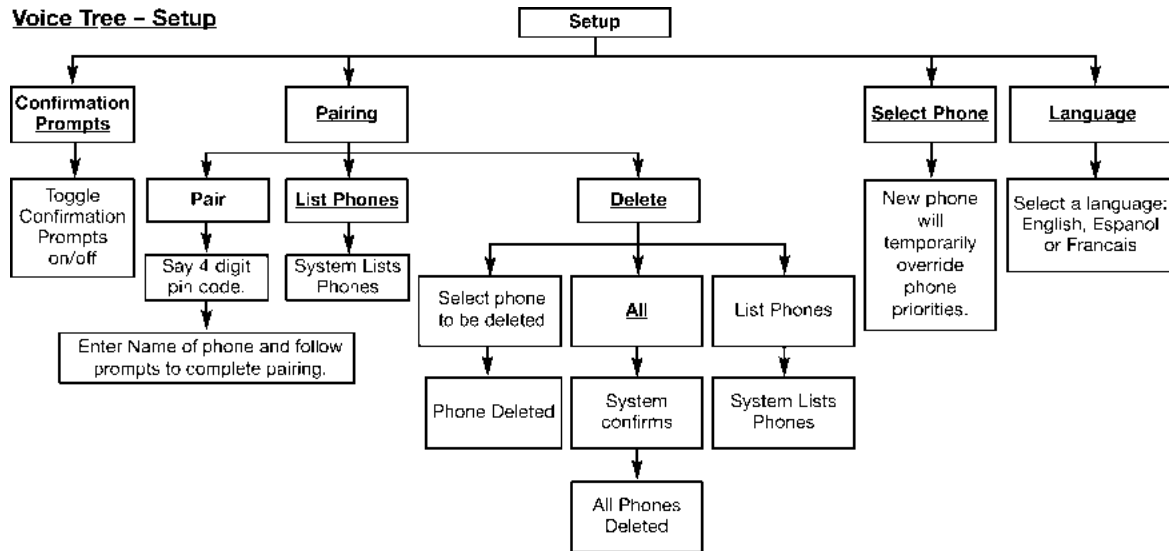 Voice Tree – Setup
Setup
Confirmation
Prompts
Pairing
Select Phone
Language
Toggle
Confirmation
Prompts
on/off
Pair
List Phones
Delete
New phone
will
temporarily
override
phone
priorities.
Select a language:
English, Espanol
or Francais
Say 4 digit
pin code.
System Lists
Phones
Select phone
to be deleted
All
List Phones
Enter Name of phone and follow
prompts to complete pairing.
Phone Deleted
System
confirms
System Lists
Phones
All Phones
Deleted